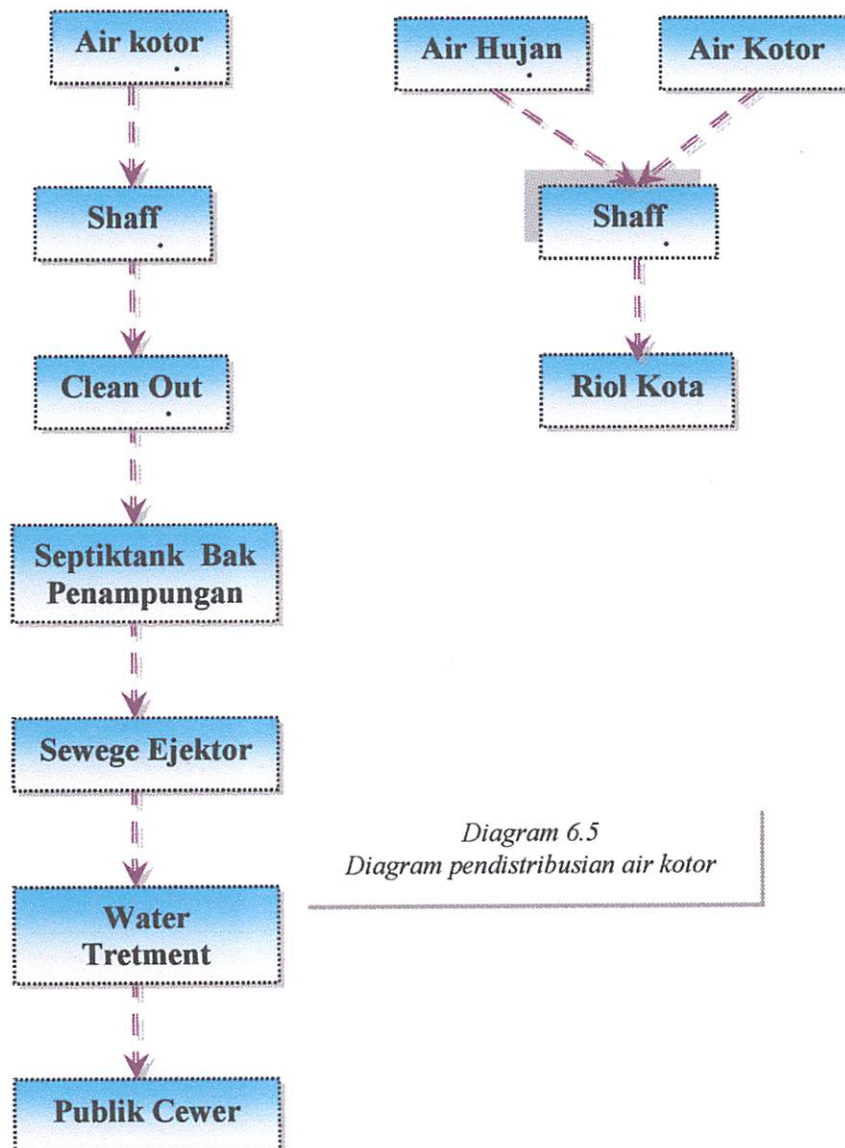 Air kotor
Shaff
Clean Out
Septiktank Bak
Penampungan
Sewege Ejektor
Water
Tretment
Publik Cewer
Air Hujan
Air Kotor
Shaff
Riol Kota
Diagram 6.5
Diagram pendistribusian air kotor